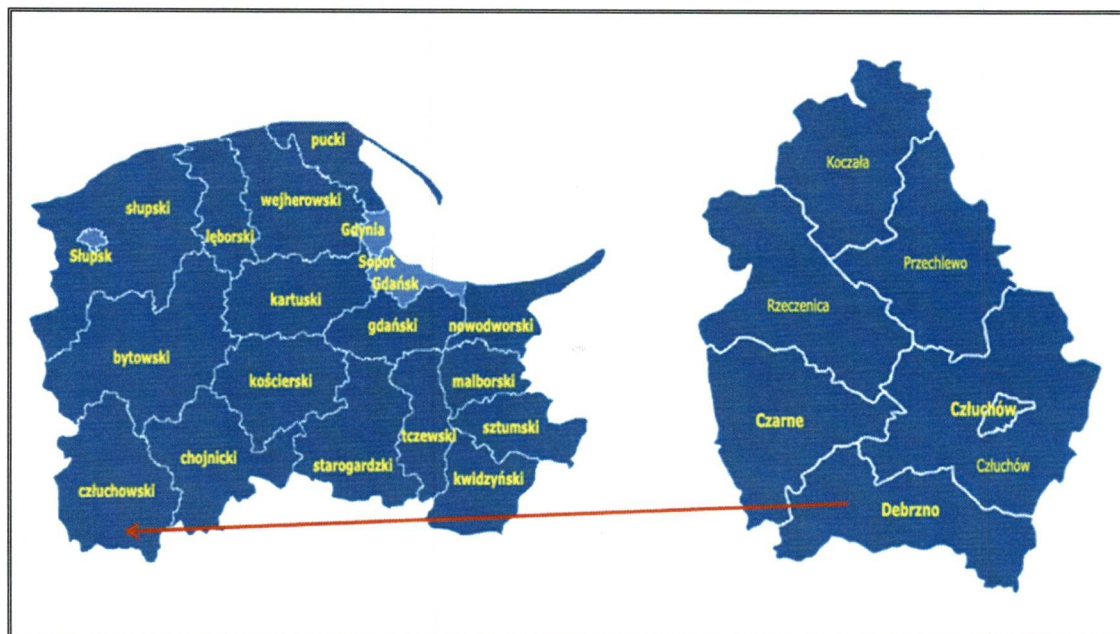 pucki
wejherowski
słupski
lęborski
Gdynia
Słupsk
Sopot
Gdańsk
kartuski
gdański
nowodworski
bytowski
kościerski
malborski
sztumski
tczewski
chojnicki
starogardzki
kwidzyński
człuchowski
Koczała
Przechlewo
Rzeczenica
Człuchów
Czarne
Człuchów
Debrzno